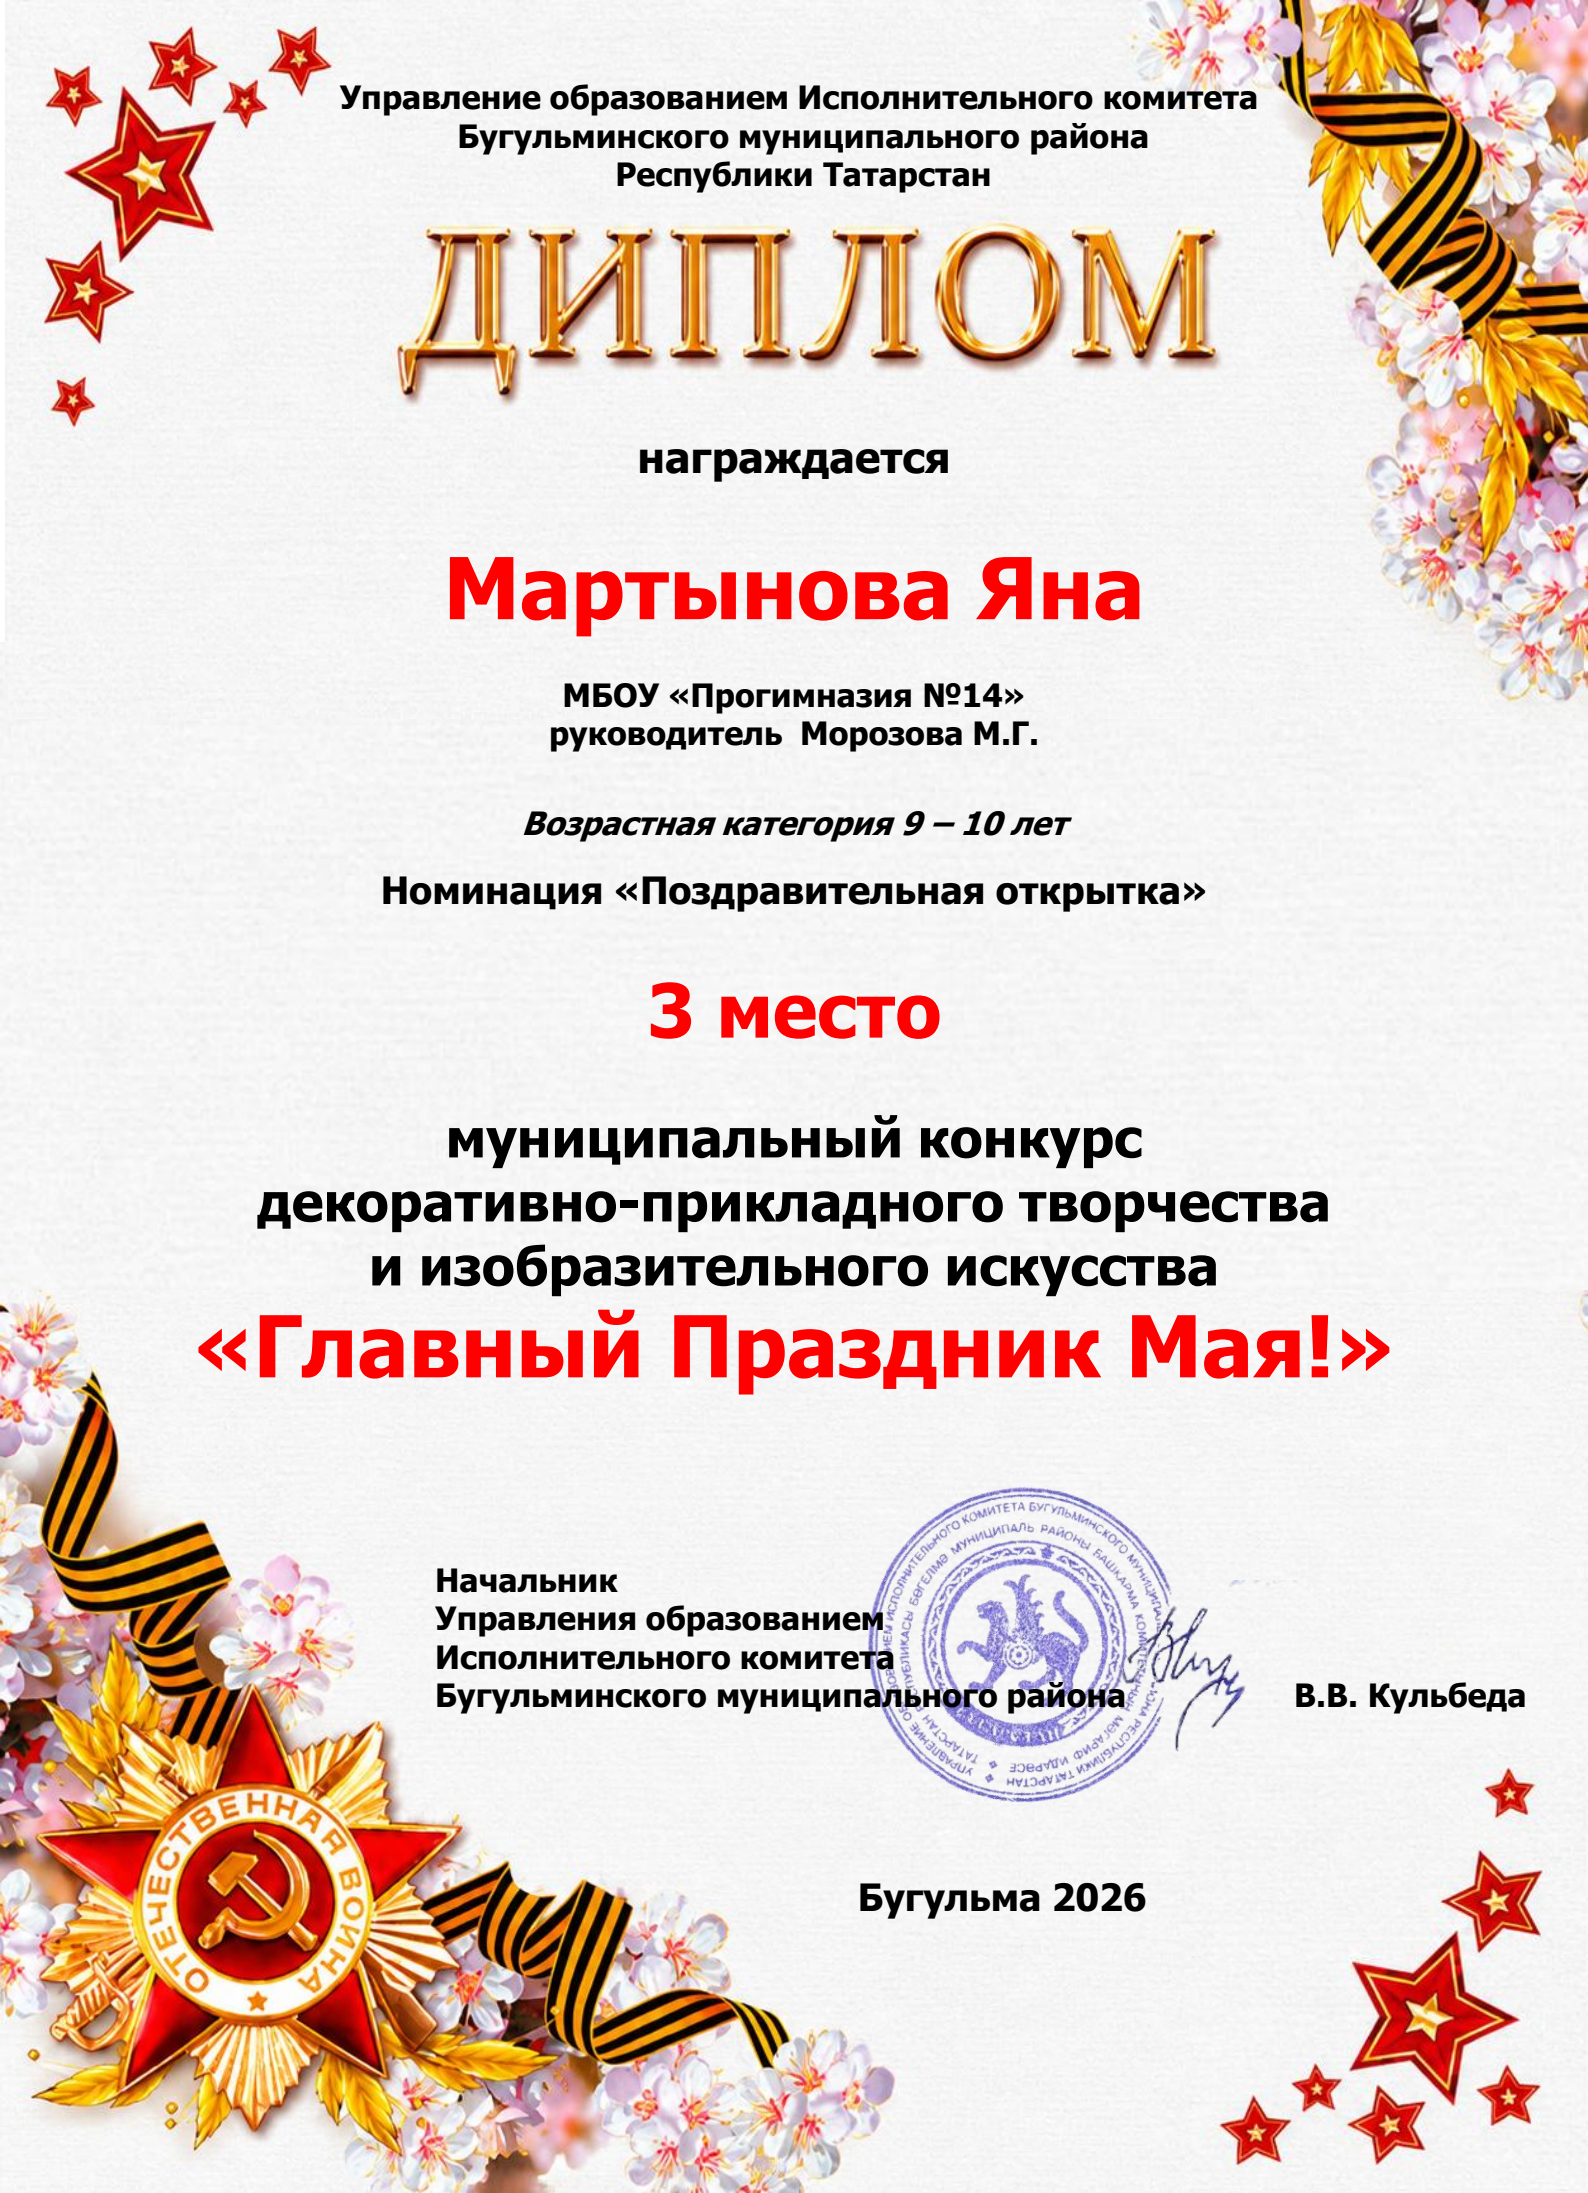 Управление образованием Исполнительного комитета
Бугульминского муниципального района
Республики Татарстан
ДИПЛОМ
награждается
Мартынова Яна
МБОУ «Прогимназия №14»
руководитель  Морозова М.Г.
Возрастная категория 9 – 10 лет
Номинация «Поздравительная открытка»
3 место
муниципальный конкурс
декоративно-прикладного творчества
и изобразительного искусства
«Главный Праздник Мая!»
Начальник
Управления образованием
Исполнительного комитета
Бугульминского муниципального района
В.В. Кульбеда
ОТЕЧЕСТВЕННАЯ ВОЙНА
Бугульма 2026